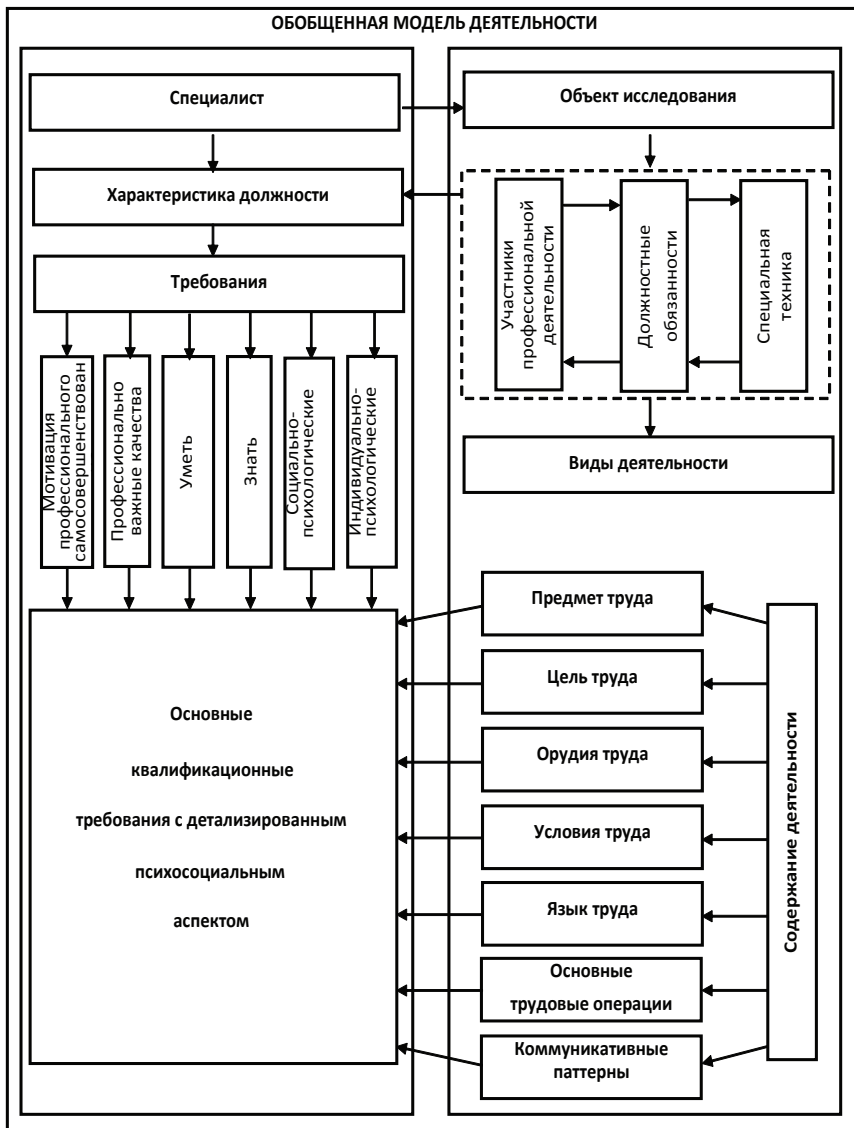 ОБОБЩЕННАЯ МОДЕЛЬ ДЕЯТЕЛЬНОСТИ
Специалист
Характеристика должности
Требования
Мотивация
профессионального
самосовершенствован
Профессионально
важные качества
Уметь
Знать
Социально-
психологические
Индивидуально-
психологические
Основные
квалификационные
требования с детализированным
психосоциальным
аспектом
Объект исследования
Участники
профессиональной
деятельности
Должностные
обязанности
Специальная
техника
Виды деятельности
Предмет труда
Цель труда
Орудия труда
Условия труда
Язык труда
Основные
трудовые операции
Коммуникативные
паттерны
Содержание деятельности